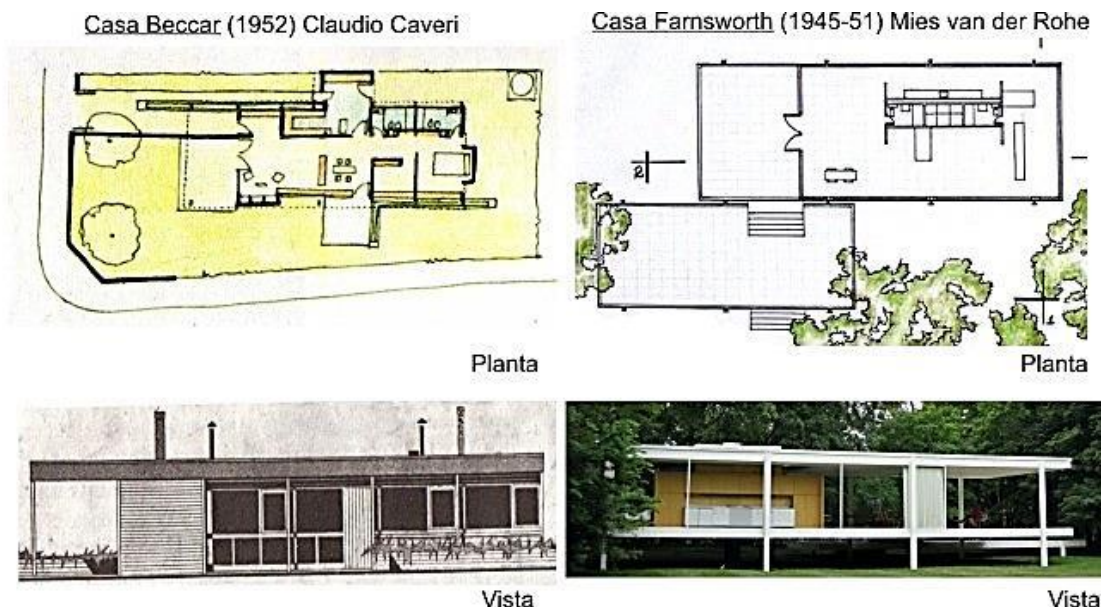 Casa Beccar (1952) Claudio Caveri
Casa Farnsworth (1945-51) Mies van der Rohe
Planta
Planta
Vista
Vista